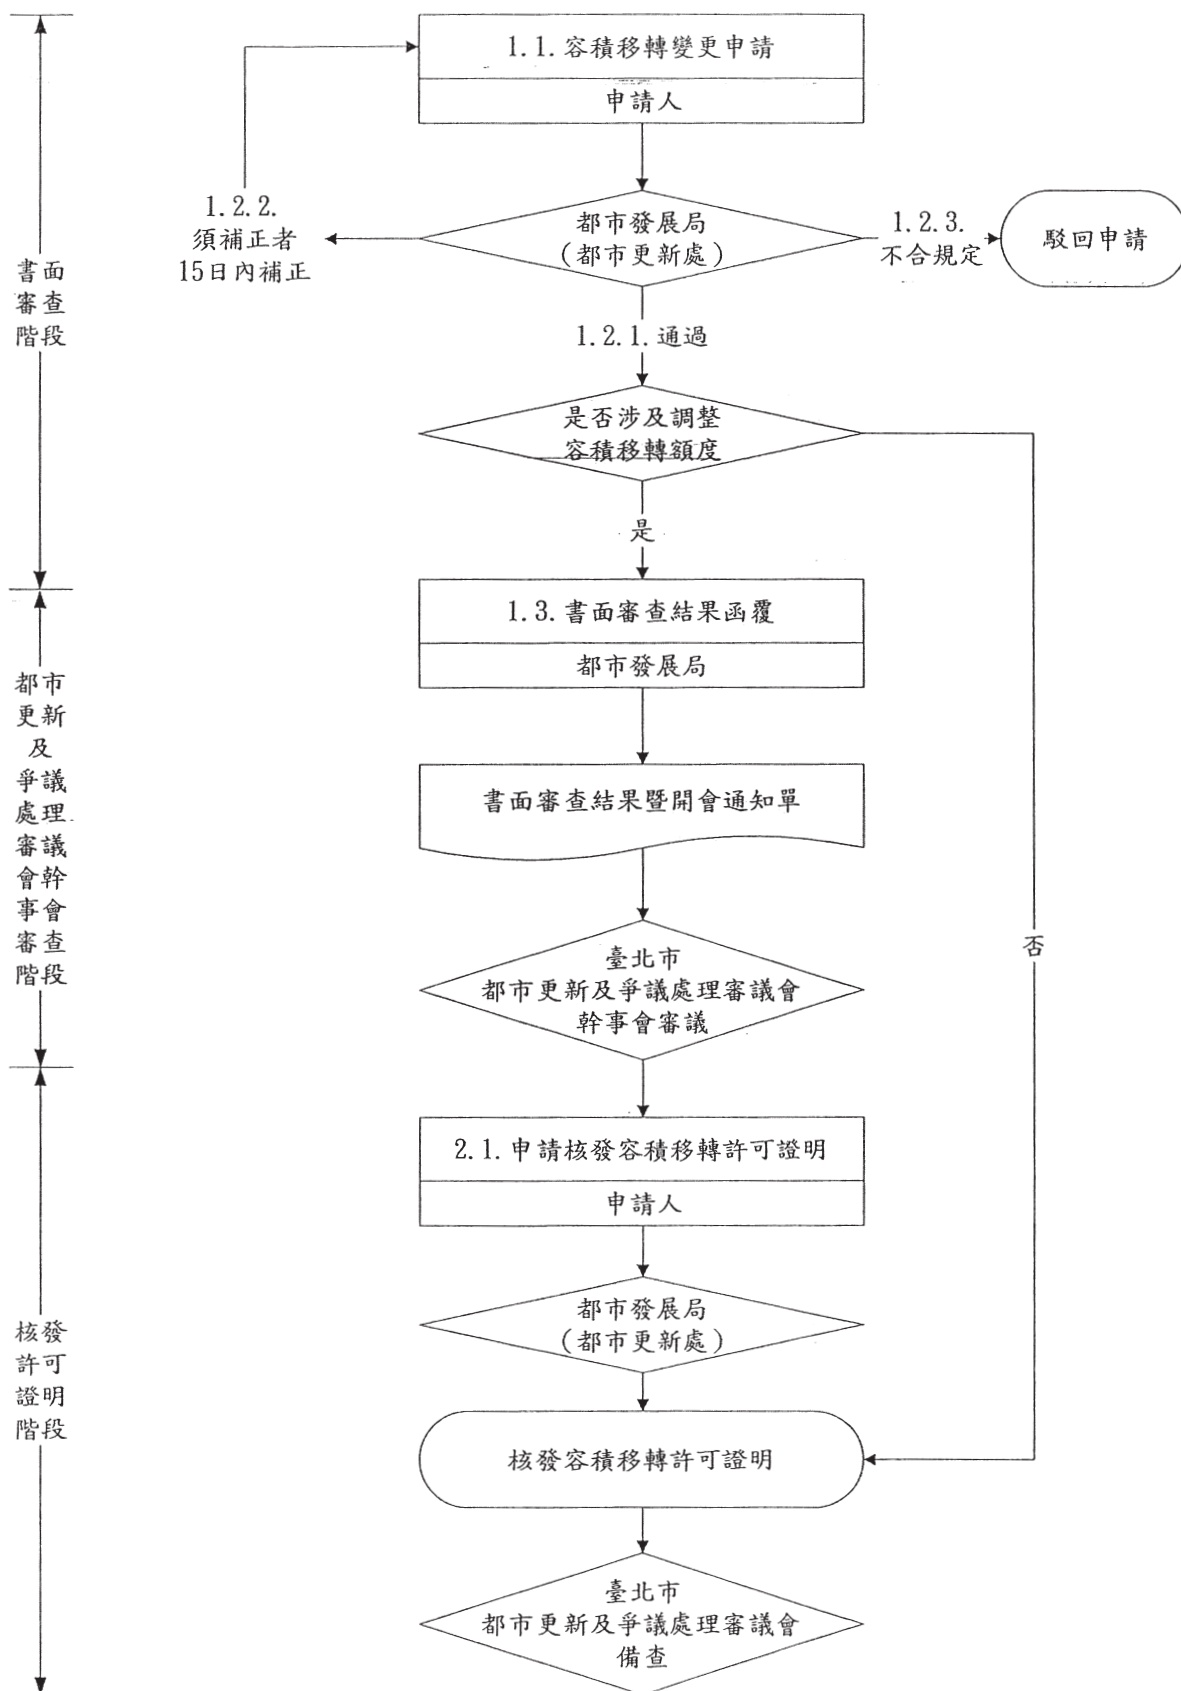 1.1.容積移轉變更申請
申請人
1.2.2.
須補正者
15日內補正
都市發展局
(都市更新處)
1.2.3.
不合規定
駁回申請
書面
審查
階段
1.2.1.通過
是否涉及調整
容積移轉額度
是
1.3.書面審查結果函覆
都市發展局
都市
更新
及
爭議
處理
審議
會幹
事會
審查
階段
書面審查結果暨開會通知單
否
臺北市
都市更新及爭議處理審議會
幹事會審議
2.1.申請核發容積移轉許可證明
申請人
都市發展局
(都市更新處)
核發
許可
證明
階段
核發容積移轉許可證明
臺北市
都市更新及爭議處理審議會
備查